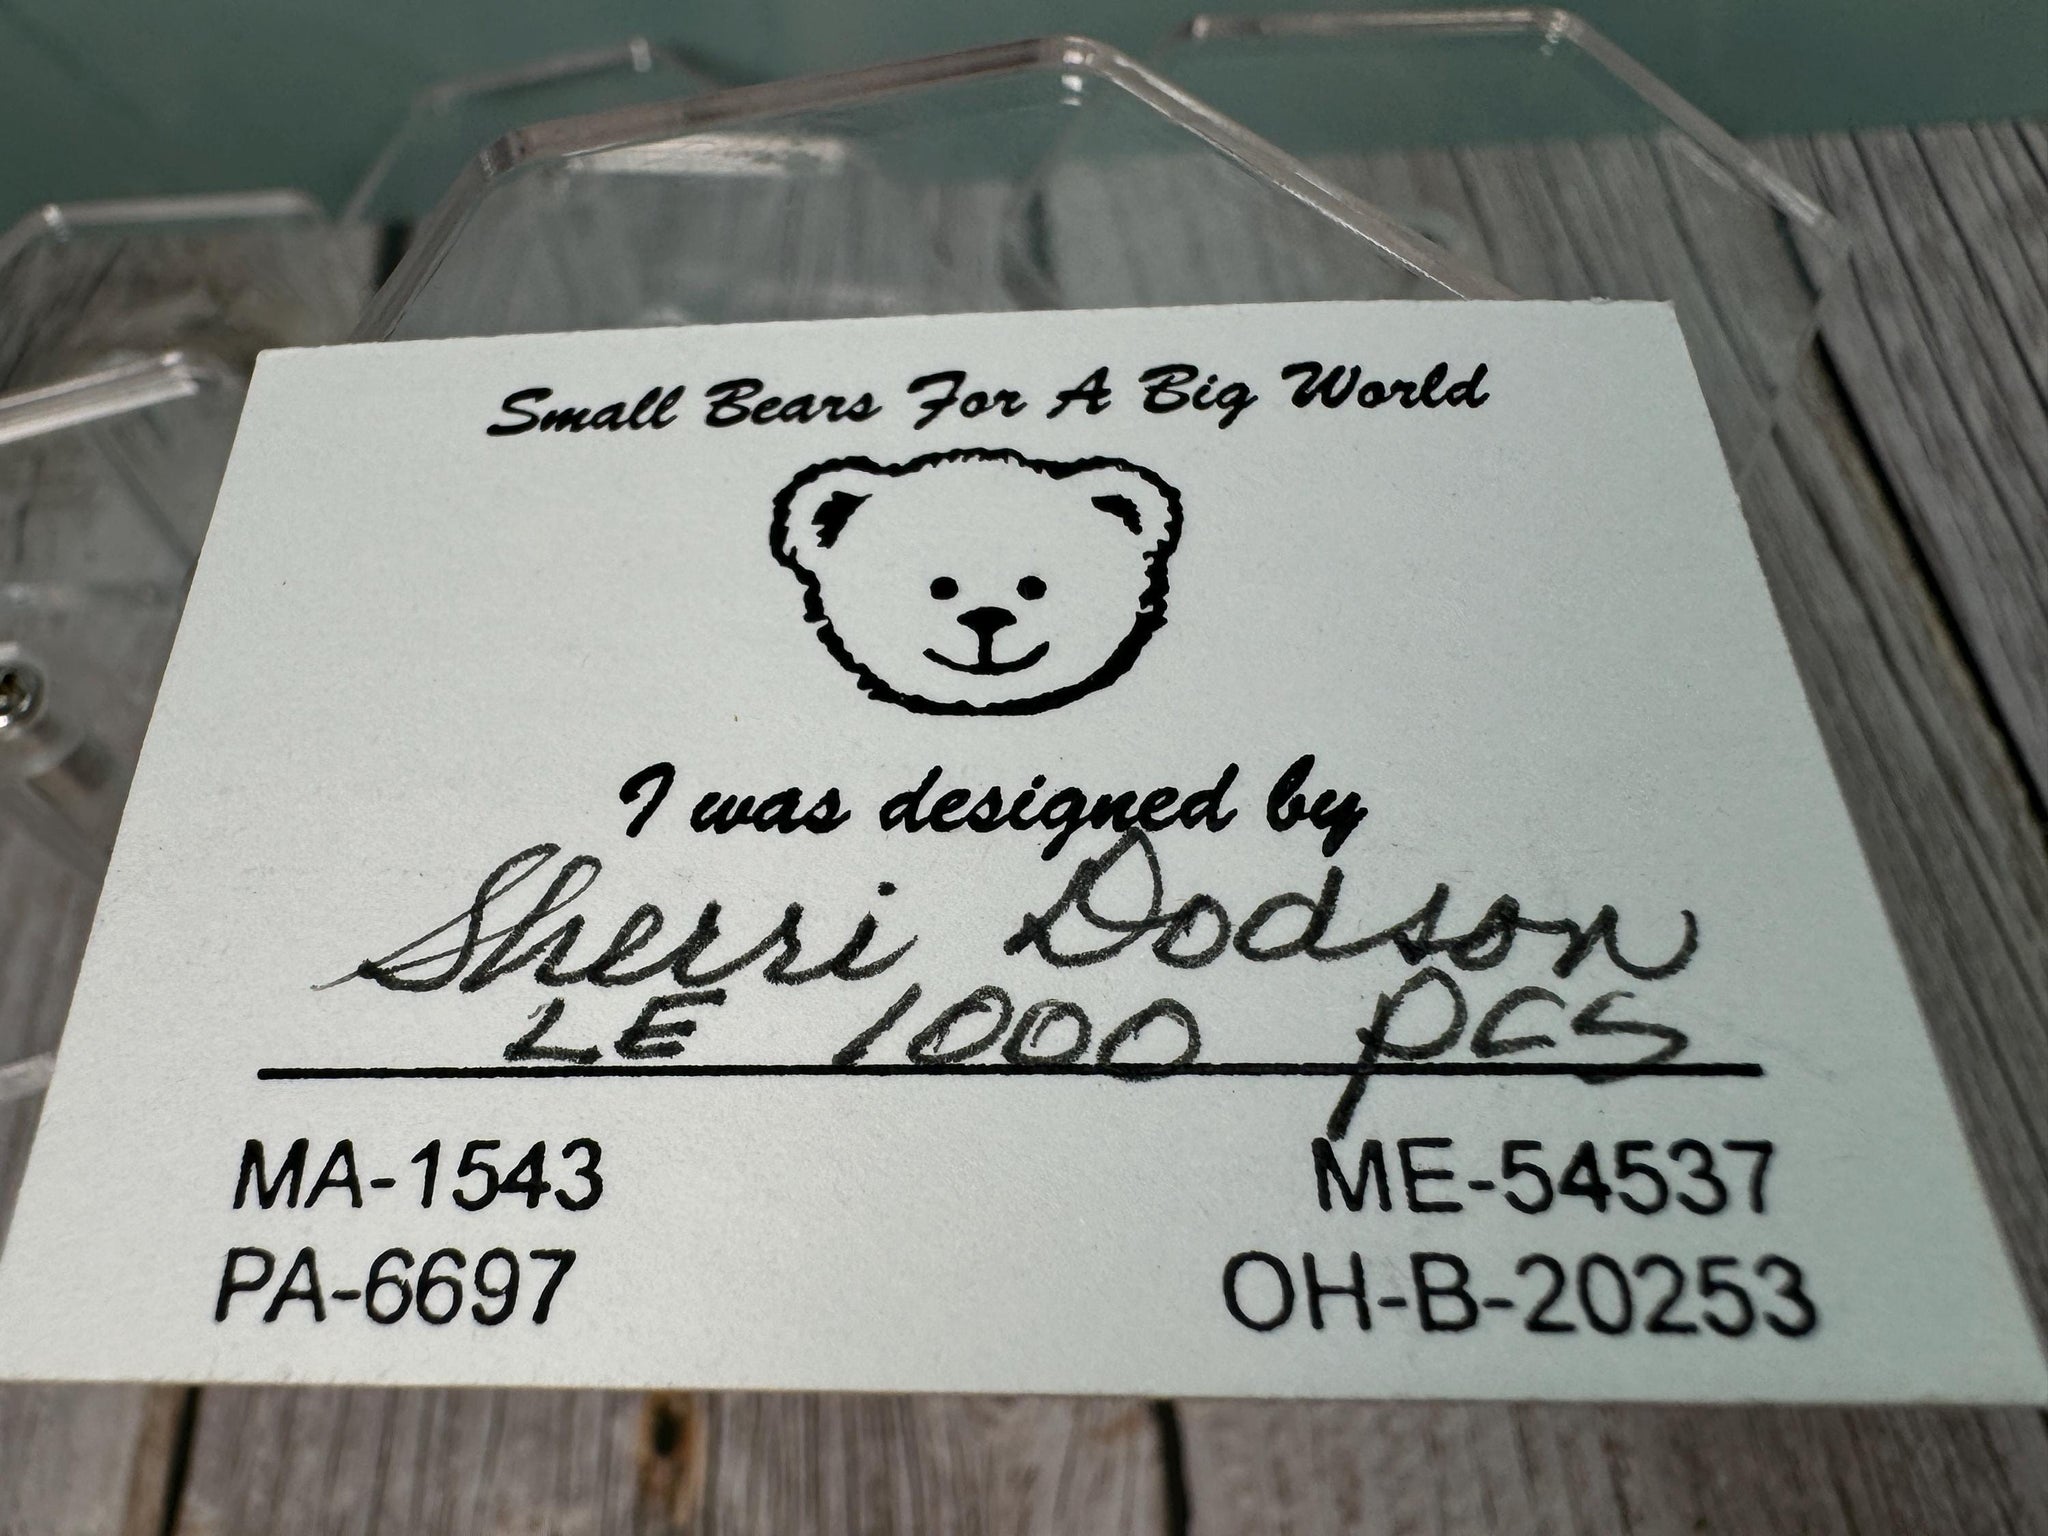 Small Bears For A Big World
I was designed by
Sherri Dodson
LE 1000 pcs
MA-1543 ME-54537
PA-6697 OH-B-20253